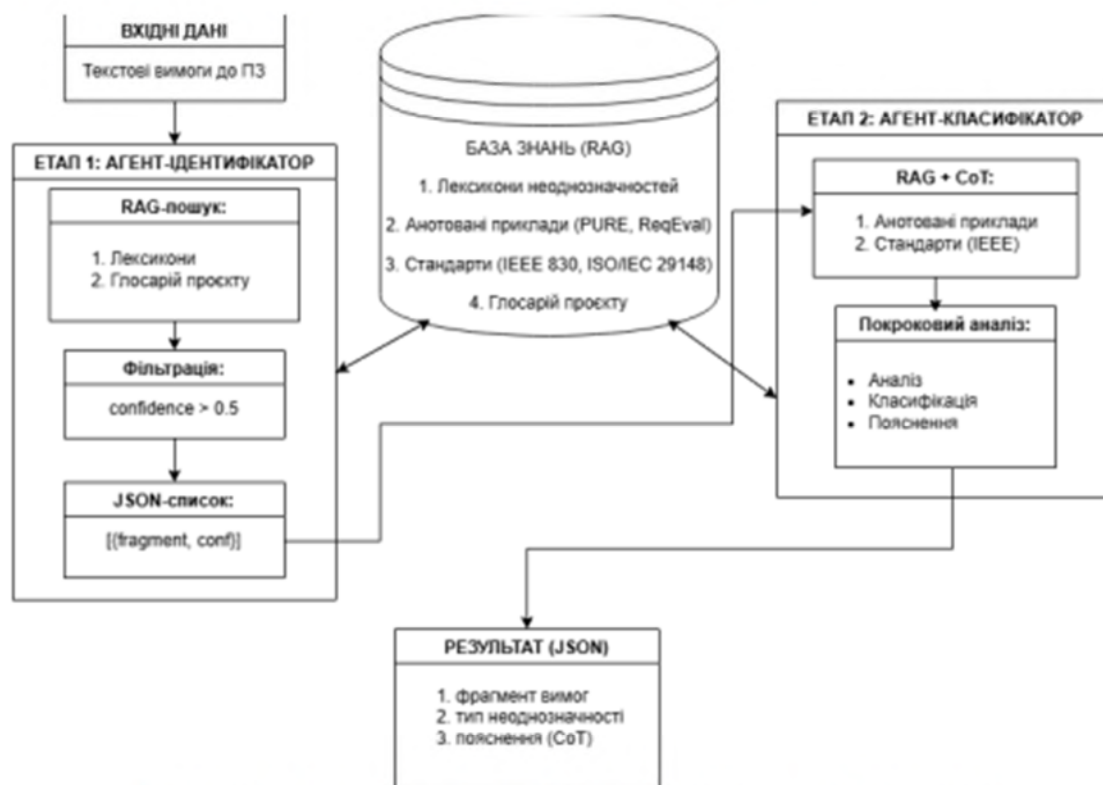 ВХІДНІ ДАНІ
Текстові вимоги до ПЗ
ЕТАП 1: АГЕНТ-ІДЕНТИФІКАТОР
RAG-пошук:
1. Лексикони
2. Глосарій проєкту
Фільтрація:
confidence > 0.5
JSON-список:
[(fragment, conf)]
БАЗА ЗНАНЬ (RAG)
1. Лексикони неоднозначностей
2. Анотовані приклади (PURE, ReqEval)
3. Стандарти (IEEE 830, ISO/IEC 29148)
4. Глосарій проєкту
ЕТАП 2: АГЕНТ-КЛАСИФІКАТОР
RAG + CoT:
1. Анотовані приклади
2. Стандарти (IEEE)
Покроковий аналіз:
• Аналіз
• Класифікація
• Пояснення
РЕЗУЛЬТАТ (JSON)
1. фрагмент вимог
2. тип неоднозначності
3. пояснення (CoT)